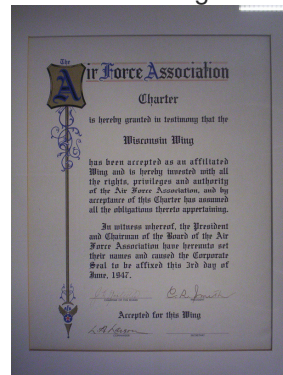 The
Air Force Association
Charter
is hereby granted in testimony that the
Wisconsin Wing
has been accepted as an affiliated
Wing and is hereby invested with all
the rights, privileges and authority
of the Air Force Association, and by
acceptance of this Charter has assumed
all the obligations thereto appertaining.
In witness whereof, the President
and Chairman of the Board of the Air
Force Association have hereunto set
their names and caused the Corporate
Seal to be affixed this 3rd day of
June, 1947.
Accepted for this Wing